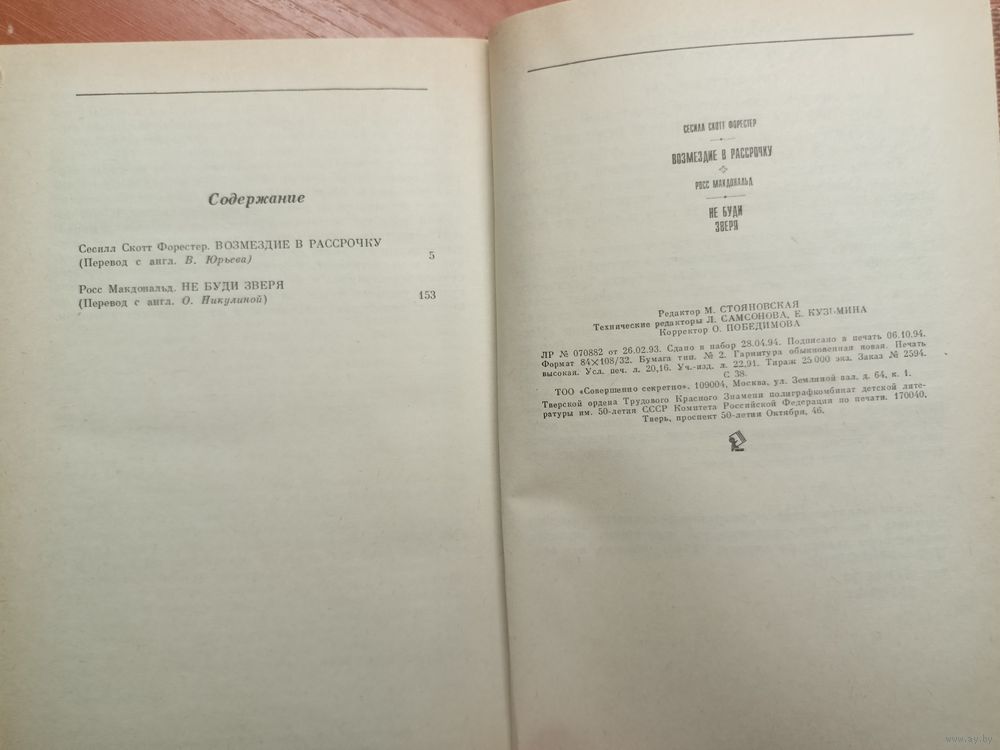 Содержание
Сесилл Скотт Форестер. ВОЗМЕЗДИЕ В РАССРОЧКУ
(Перевод с англ. В. Юрьева) 5
Росс Макдональд. НЕ БУДИ ЗВЕРЯ
(Перевод с англ. О. Никулиной) 153
СЕСИЛЛ СКОТТ ФОРЕСТЕР
ВОЗМЕЗДИЕ В РАССРОЧКУ
РОСС МАКДОНАЛЬД
НЕ БУДИ
ЗВЕРЯ
Редактор М. СТОЯНОВСКАЯ
Технические редакторы Л. САМСОНОВА, Е. КУЗЬМИНА
Корректор О. ПОБЕДИМОВА
ЛР № 070882 от 26.02.93. Сдано в набор 28.04.94. Подписано в печать 06.10.94.
Формат 84×108/32. Бумага тип. № 2. Гарнитура обыкновенная новая. Печать
высокая. Усл. печ. л. 20,16. Уч.-изд. л. 22,91. Тираж 25 000 экз. Заказ № 2594.
С 38.
ТОО «Совершенно секретно». 109004, Москва, ул. Земляной вал, д. 64, к. 1.
Тверской ордена Трудового Красного Знамени полиграфкомбинат детской лите-
ратуры им. 50-летия СССР Комитета Российской Федерации по печати. 170040,
Тверь, проспект 50-летия Октября, 46.
www.ay.by